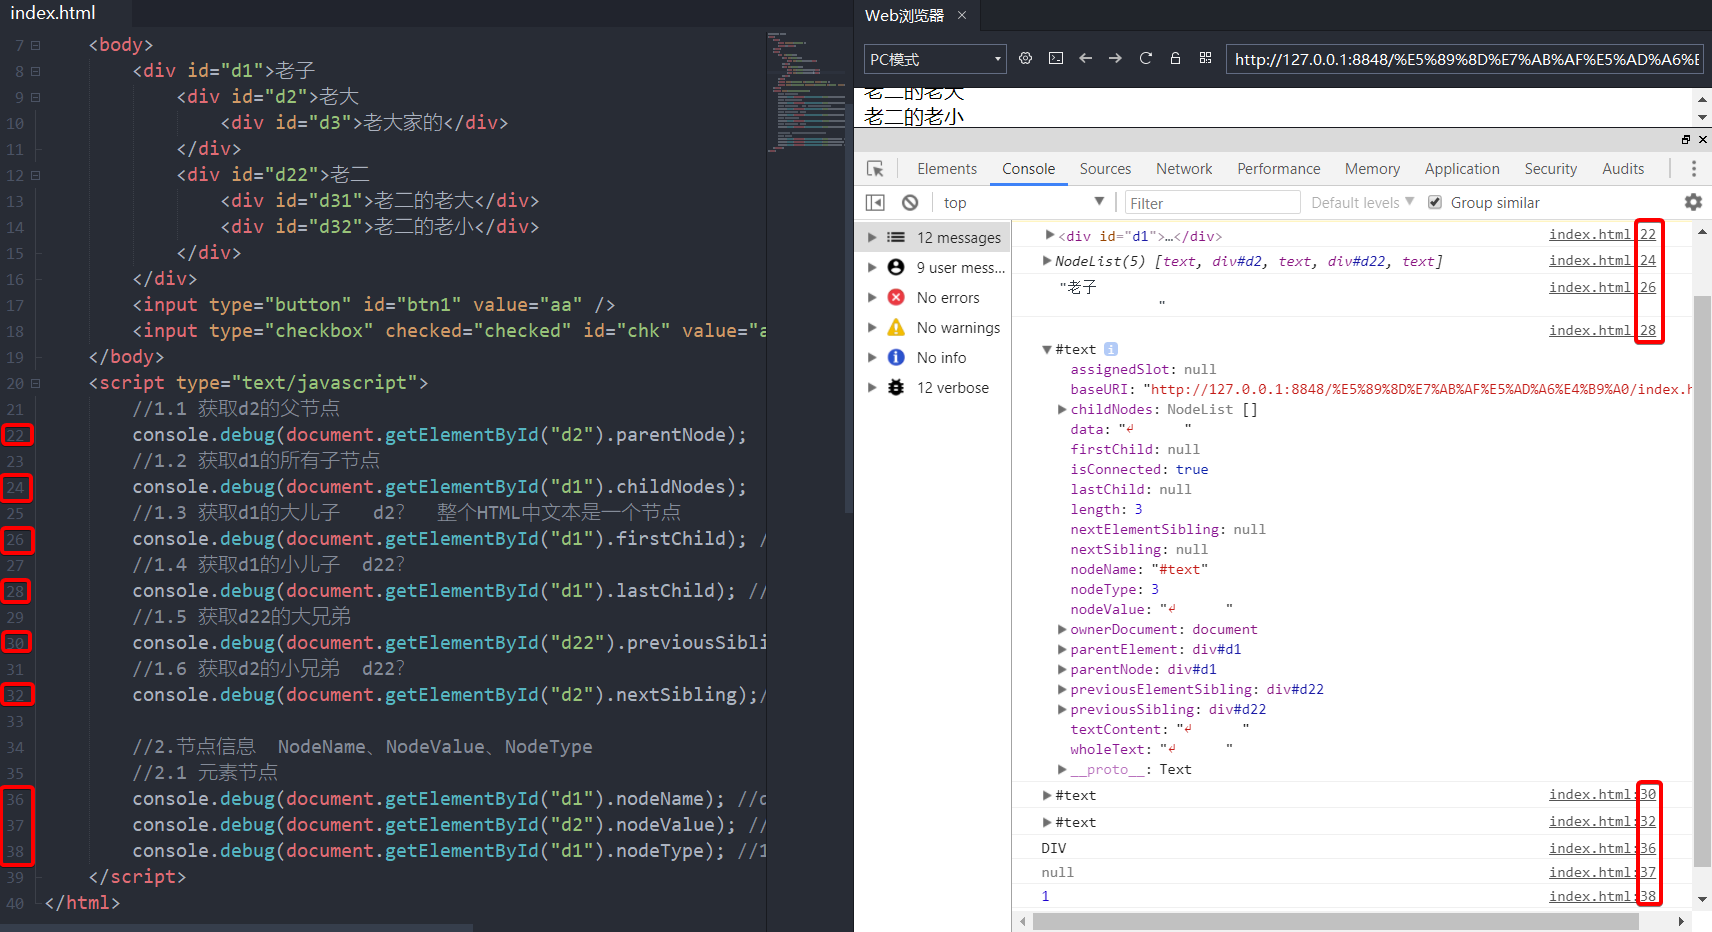 index.html
7 <body>
8 <div id="d1">老子
9 <div id="d2">老大
10 <div id="d3">老大家的</div>
11 </div>
12 <div id="d22">老二
13 <div id="d31">老二的老大</div>
14 <div id="d32">老二的老小</div>
15 </div>
16 </div>
17 <input type="button" id="btn1" value="aa" />
18 <input type="checkbox" checked="checked" id="chk" value="a
19 </body>
20 <script type="text/javascript">
21 //1.1 获取d2的父节点
22 console.debug(document.getElementById("d2").parentNode);
23 //1.2 获取d1的所有子节点
24 console.debug(document.getElementById("d1").childNodes);
25 //1.3 获取d1的大儿子 d2? 整个HTML中文本是一个节点
26 console.debug(document.getElementById("d1").firstChild); /
27 //1.4 获取d1的小儿子 d22?
28 console.debug(document.getElementById("d1").lastChild); //
29 //1.5 获取d22的大兄弟
30 console.debug(document.getElementById("d22").previousSibli
31 //1.6 获取d2的小兄弟 d22?
32 console.debug(document.getElementById("d2").nextSibling);/
33
34 //2.节点信息 NodeName、NodeValue、NodeType
35 //2.1 元素节点
36 console.debug(document.getElementById("d1").nodeName); //d
37 console.debug(document.getElementById("d2").nodeValue); //
38 console.debug(document.getElementById("d1").nodeType); //1
39 </script>
40 </html>
Web浏览器 ×
PC模式 http://127.0.0.1:8848/%E5%89%8D%E7%AB%AF%E5%AD%A6%E
老二的老大
老二的老小
Elements Console Sources Network Performance Memory Application Security Audits
top Filter Default levels Group similar
12 messages
9 user mess...
No errors
No warnings
No info
12 verbose
<div id="d1">…</div> index.html:22
NodeList(5) [text, div#d2, text, div#d22, text] index.html:24
"老子 index.html:26
"
index.html:28
#text i
assignedSlot: null
baseURI: "http://127.0.0.1:8848/%E5%89%8D%E7%AB%AF%E5%AD%A6%E4%B9%A0/index.h
childNodes: NodeList []
data: "↵ "
firstChild: null
isConnected: true
lastChild: null
length: 3
nextElementSibling: null
nextSibling: null
nodeName: "#text"
nodeType: 3
nodeValue: "↵ "
ownerDocument: document
parentElement: div#d1
parentNode: div#d1
previousElementSibling: div#d22
previousSibling: div#d22
textContent: "↵ "
wholeText: "↵ "
__proto__: Text
#text index.html:30
#text index.html:32
DIV index.html:36
null index.html:37
1 index.html:38